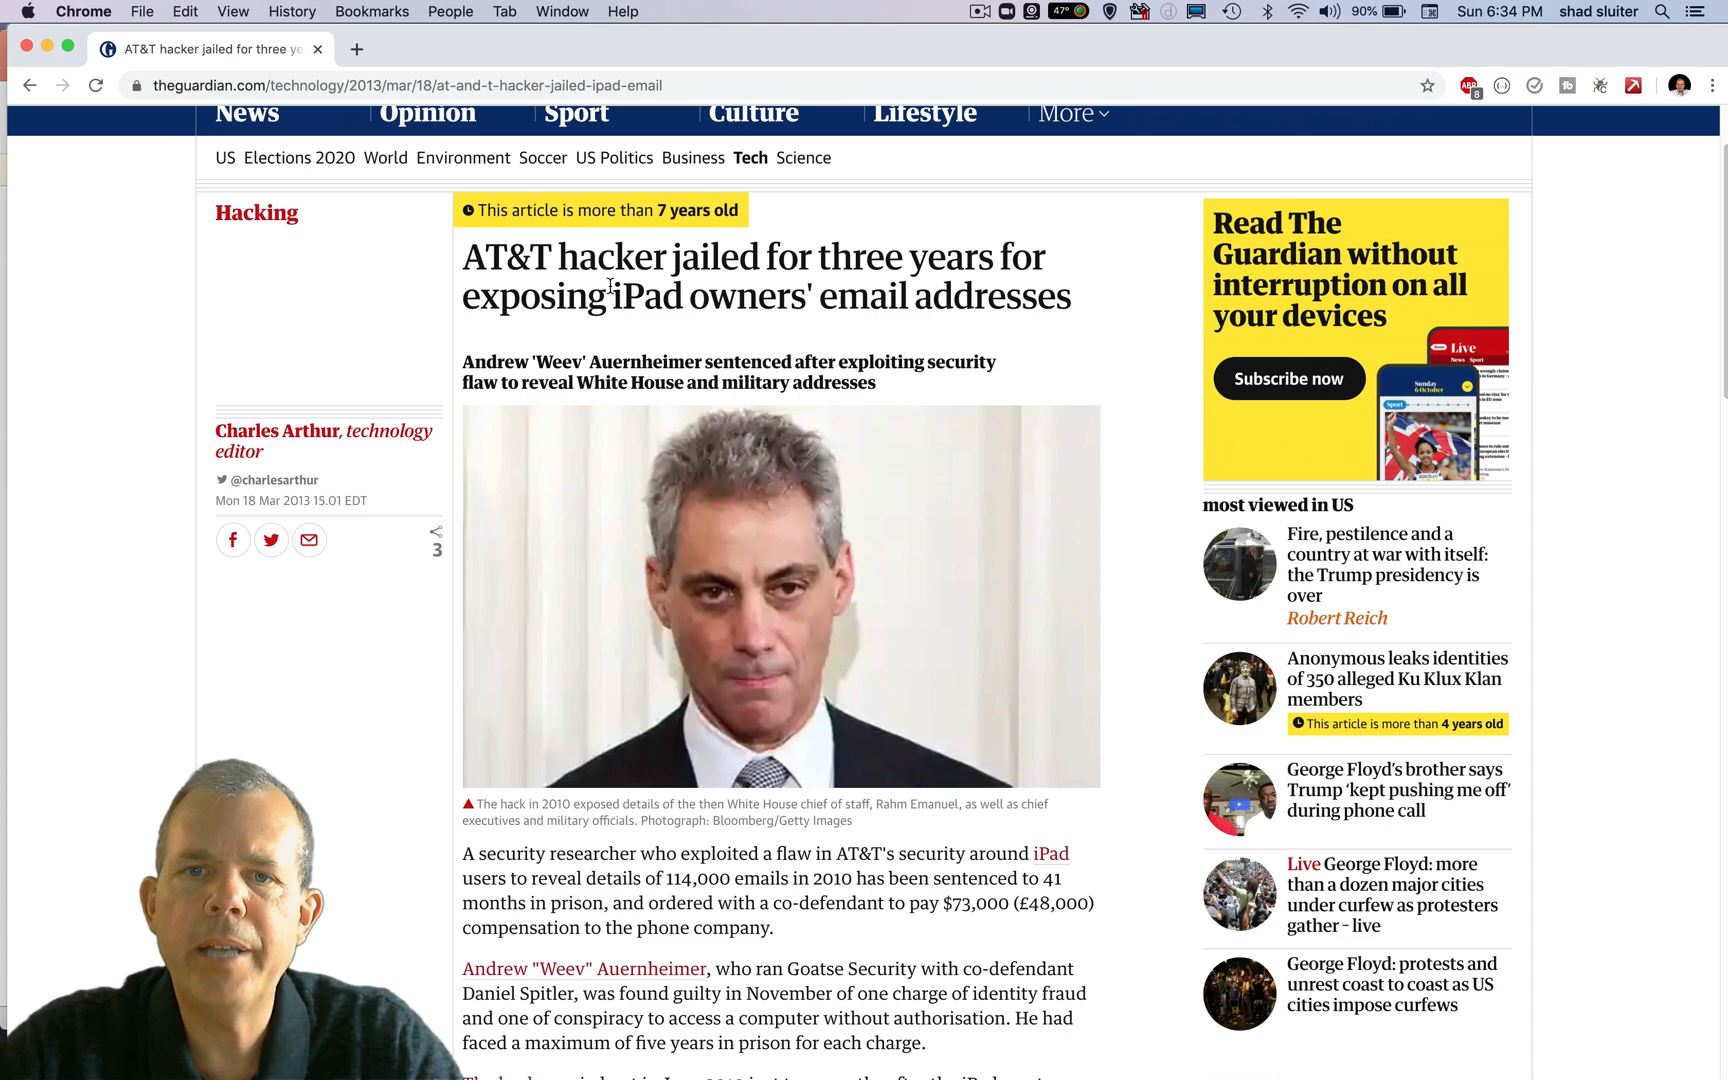 Chrome File Edit View History Bookmarks People Tab Window Help
47° 90% Sun 6:34 PM shad sluiter
AT&T hacker jailed for three ye
theguardian.com/technology/2013/mar/18/at-and-t-hacker-jailed-ipad-email
8
News Opinion Sport Culture Lifestyle More
US Elections 2020 World Environment Soccer US Politics Business Tech Science
Hacking
This article is more than 7 years old
AT&T hacker jailed for three years for
exposing iPad owners' email addresses
Andrew 'Weev' Auernheimer sentenced after exploiting security
flaw to reveal White House and military addresses
Charles Arthur, technology
editor
@charlesarthur
Mon 18 Mar 2013 15.01 EDT
3
The hack in 2010 exposed details of the then White House chief of staff, Rahm Emanuel, as well as chief
executives and military officials. Photograph: Bloomberg/Getty Images
A security researcher who exploited a flaw in AT&T's security around iPad
users to reveal details of 114,000 emails in 2010 has been sentenced to 41
months in prison, and ordered with a co-defendant to pay $73,000 (£48,000)
compensation to the phone company.
Andrew "Weev" Auernheimer, who ran Goatse Security with co-defendant
Daniel Spitler, was found guilty in November of one charge of identity fraud
and one of conspiracy to access a computer without authorisation. He had
faced a maximum of five years in prison for each charge.
Read The
Guardian without
interruption on all
your devices
Subscribe now
Live
Sunday
6 October
most viewed in US
Fire, pestilence and a
country at war with itself:
the Trump presidency is
over
Robert Reich
Anonymous leaks identities
of 350 alleged Ku Klux Klan
members
This article is more than 4 years old
George Floyd's brother says
Trump 'kept pushing me off'
during phone call
Live George Floyd: more
than a dozen major cities
under curfew as protesters
gather – live
George Floyd: protests and
unrest coast to coast as US
cities impose curfews